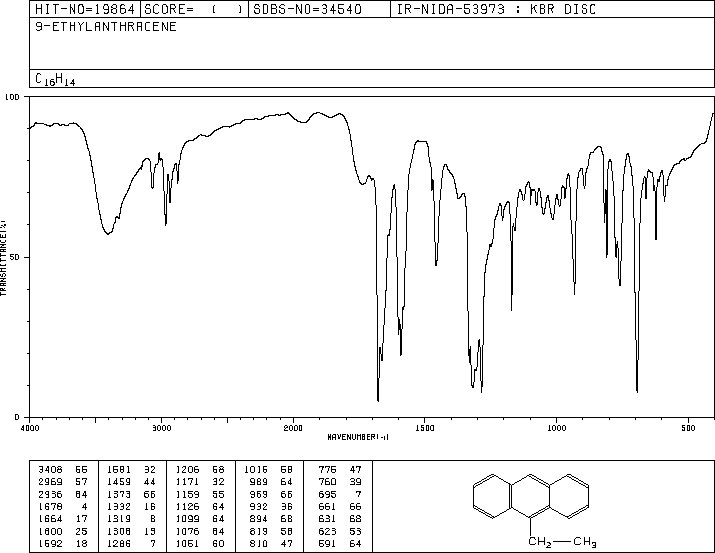 HIT-NO=19864 SCORE= ( ) SDBS-NO=34540 IR-NIDA-53973 : KBR DISC
9-ETHYLANTHRACENE
C16H14
100
50
0
TRANSMITTANCE(%)
4000 3000 2000 1500 1000 500
WAVENUMBER(-1)
3408 55 1581 32 1206 68 1016 68 776 47
2969 57 1459 44 1171 32 989 64 760 39
2936 64 1373 66 1159 55 969 66 695 7
1678 4 1332 18 1126 64 932 36 661 66
1664 17 1319 8 1099 64 894 68 631 68
1600 25 1308 13 1076 64 819 58 623 53
1592 18 1286 7 1051 60 810 47 591 64
CH2—CH3